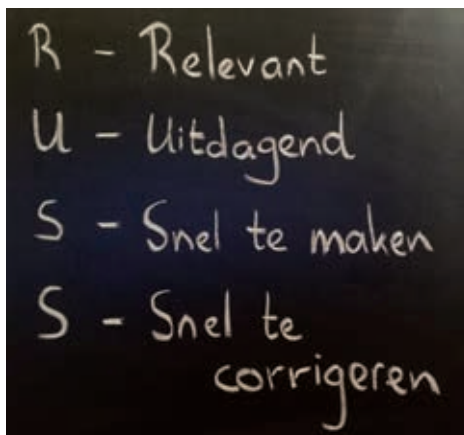 R - Relevant
U - Uitdagend
S - Snel te maken
S - Snel te
corrigeren